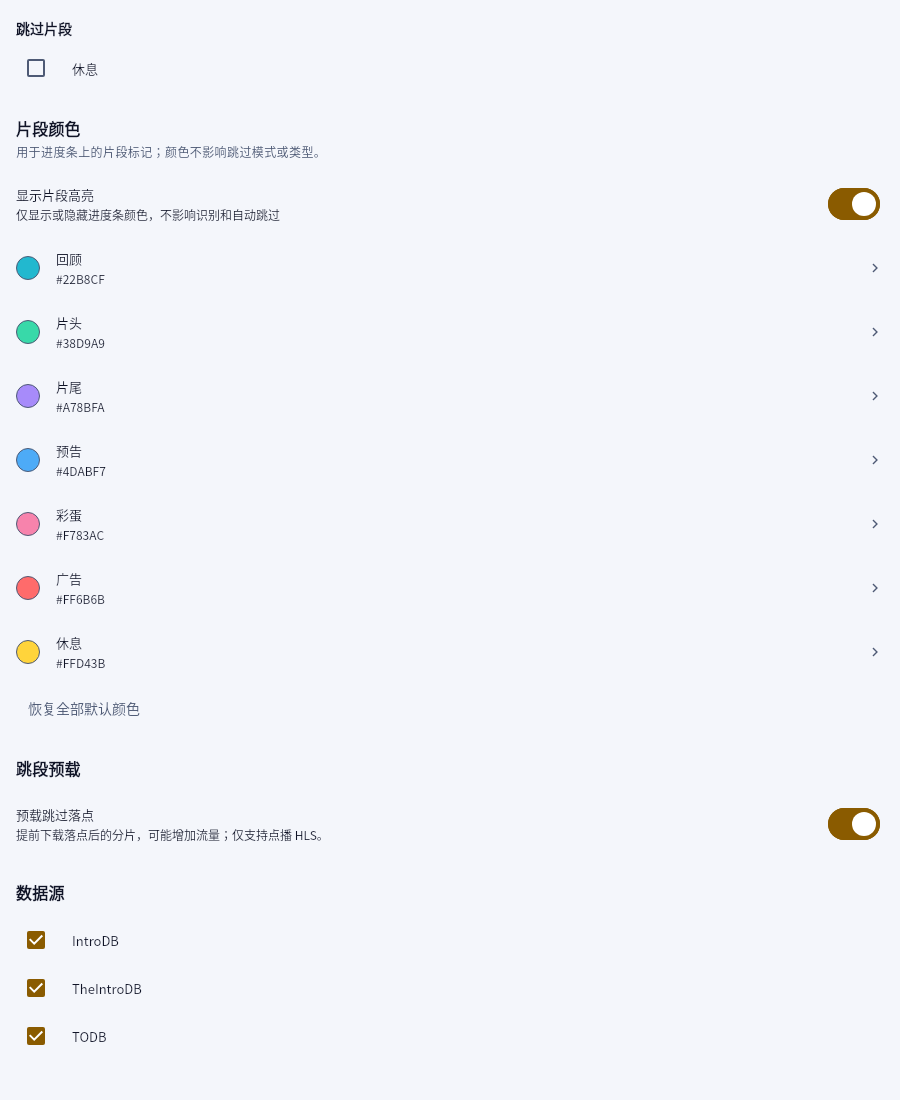 跳过片段
休息
片段颜色
用于进度条上的片段标记；颜色不影响跳过模式或类型。
显示片段高亮
仅显示或隐藏进度条颜色，不影响识别和自动跳过
回顾
#22B8CF
片头
#38D9A9
片尾
#A78BFA
预告
#4DABF7
彩蛋
#F783AC
广告
#FF6B6B
休息
#FFD43B
恢复全部默认颜色
跳段预载
预载跳过落点
提前下载落点后的分片，可能增加流量；仅支持点播 HLS。
数据源
IntroDB
TheIntroDB
TODB